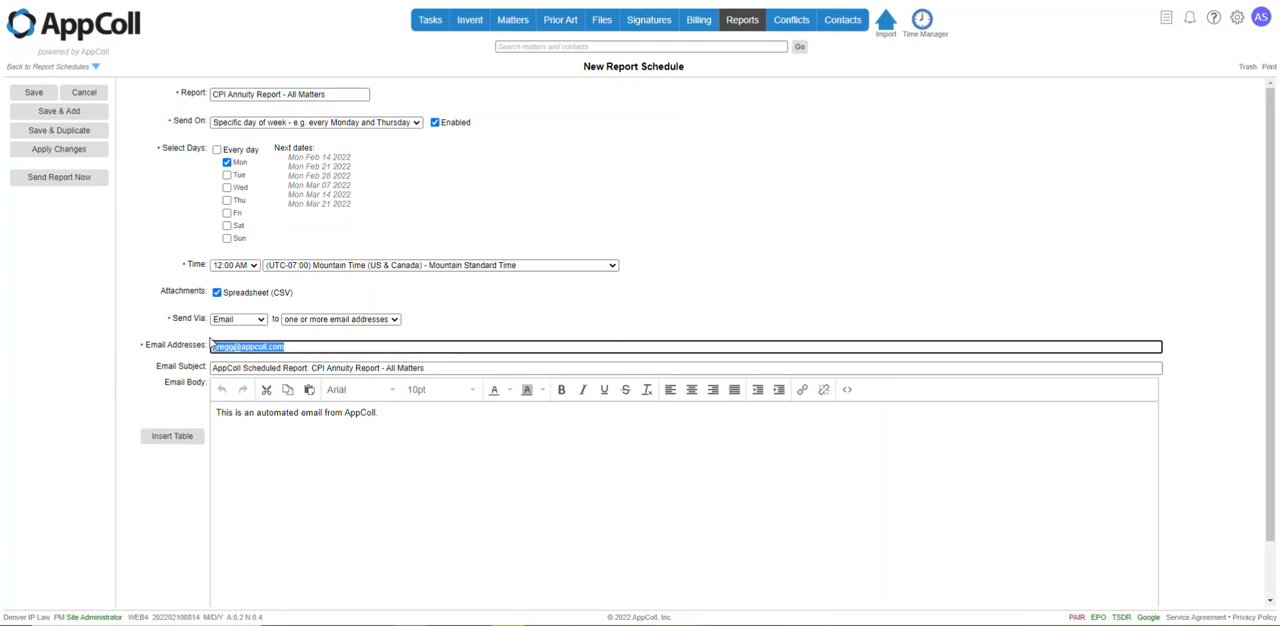 AppColl
Tasks Invent Matters Prior Art Files Signatures Billing Reports Conflicts Contacts
Import Time Manager
AS
powered by AppColl
Search matters and contacts Go
Back to Report Schedules
New Report Schedule
Trash Print
Save Cancel
Save & Add
Save & Duplicate
Apply Changes
Send Report Now
* Report: CPI Annuity Report - All Matters
* Send On: Specific day of week - e.g. every Monday and Thursday Enabled
* Select Days: Every day
Mon
Tue
Wed
Thu
Fri
Sat
Sun
Next dates:
Mon Feb 14 2022
Mon Feb 21 2022
Mon Feb 28 2022
Mon Mar 07 2022
Mon Mar 14 2022
Mon Mar 21 2022
* Time: 12:00 AM (UTC-07:00) Mountain Time (US & Canada) - Mountain Standard Time
Attachments: Spreadsheet (CSV)
* Send Via: Email to one or more email addresses
* Email Addresses: gregg@appcoll.com
Email Subject: AppColl Scheduled Report: CPI Annuity Report - All Matters
Email Body:
Arial 10pt A A B I U S Ix <>
This is an automated email from AppColl.
Insert Table
Denver IP Law PM Site Administrator WEB4 202202100814 M/D/Y A:0.2 N:0.4
© 2022 AppColl, Inc.
PAIR EPO TSDR Google Service Agreement • Privacy Policy